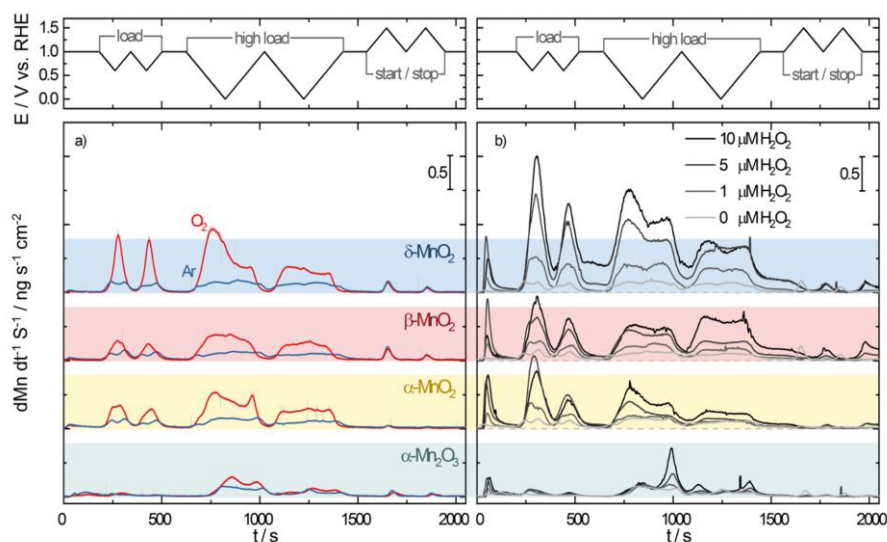 E / V vs. RHE
1.5
1.0
0.5
0.0
load
high load
start / stop
load
high load
start / stop
dMn dt⁻¹ S⁻¹ / ng s⁻¹ cm⁻²
a)
0.5
O₂
Ar
δ-MnO₂
β-MnO₂
α-MnO₂
α-Mn₂O₃
b)
10 µMH₂O₂
5 µMH₂O₂
1 µMH₂O₂
0 µMH₂O₂
0.5
0 500 1000 1500 2000
t / s
0 500 1000 1500 2000
t / s